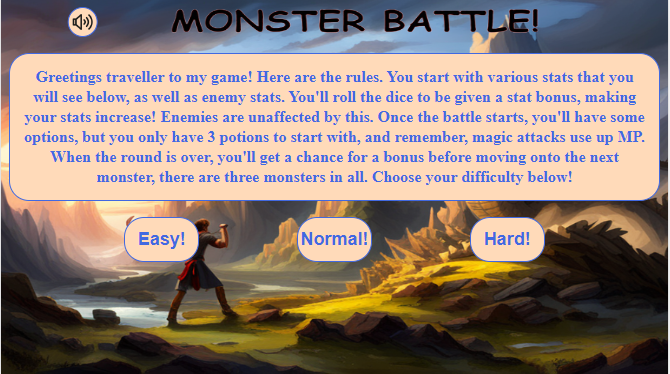 MONSTER BATTLE!
Greetings traveller to my game! Here are the rules. You start with various stats that you
will see below, as well as enemy stats. You'll roll the dice to be given a stat bonus, making
your stats increase! Enemies are unaffected by this. Once the battle starts, you'll have some
options, but you only have 3 potions to start with, and remember, magic attacks use up MP.
When the round is over, you'll get a chance for a bonus before moving onto the next
monster, there are three monsters in all. Choose your difficulty below!
Easy!
Normal!
Hard!